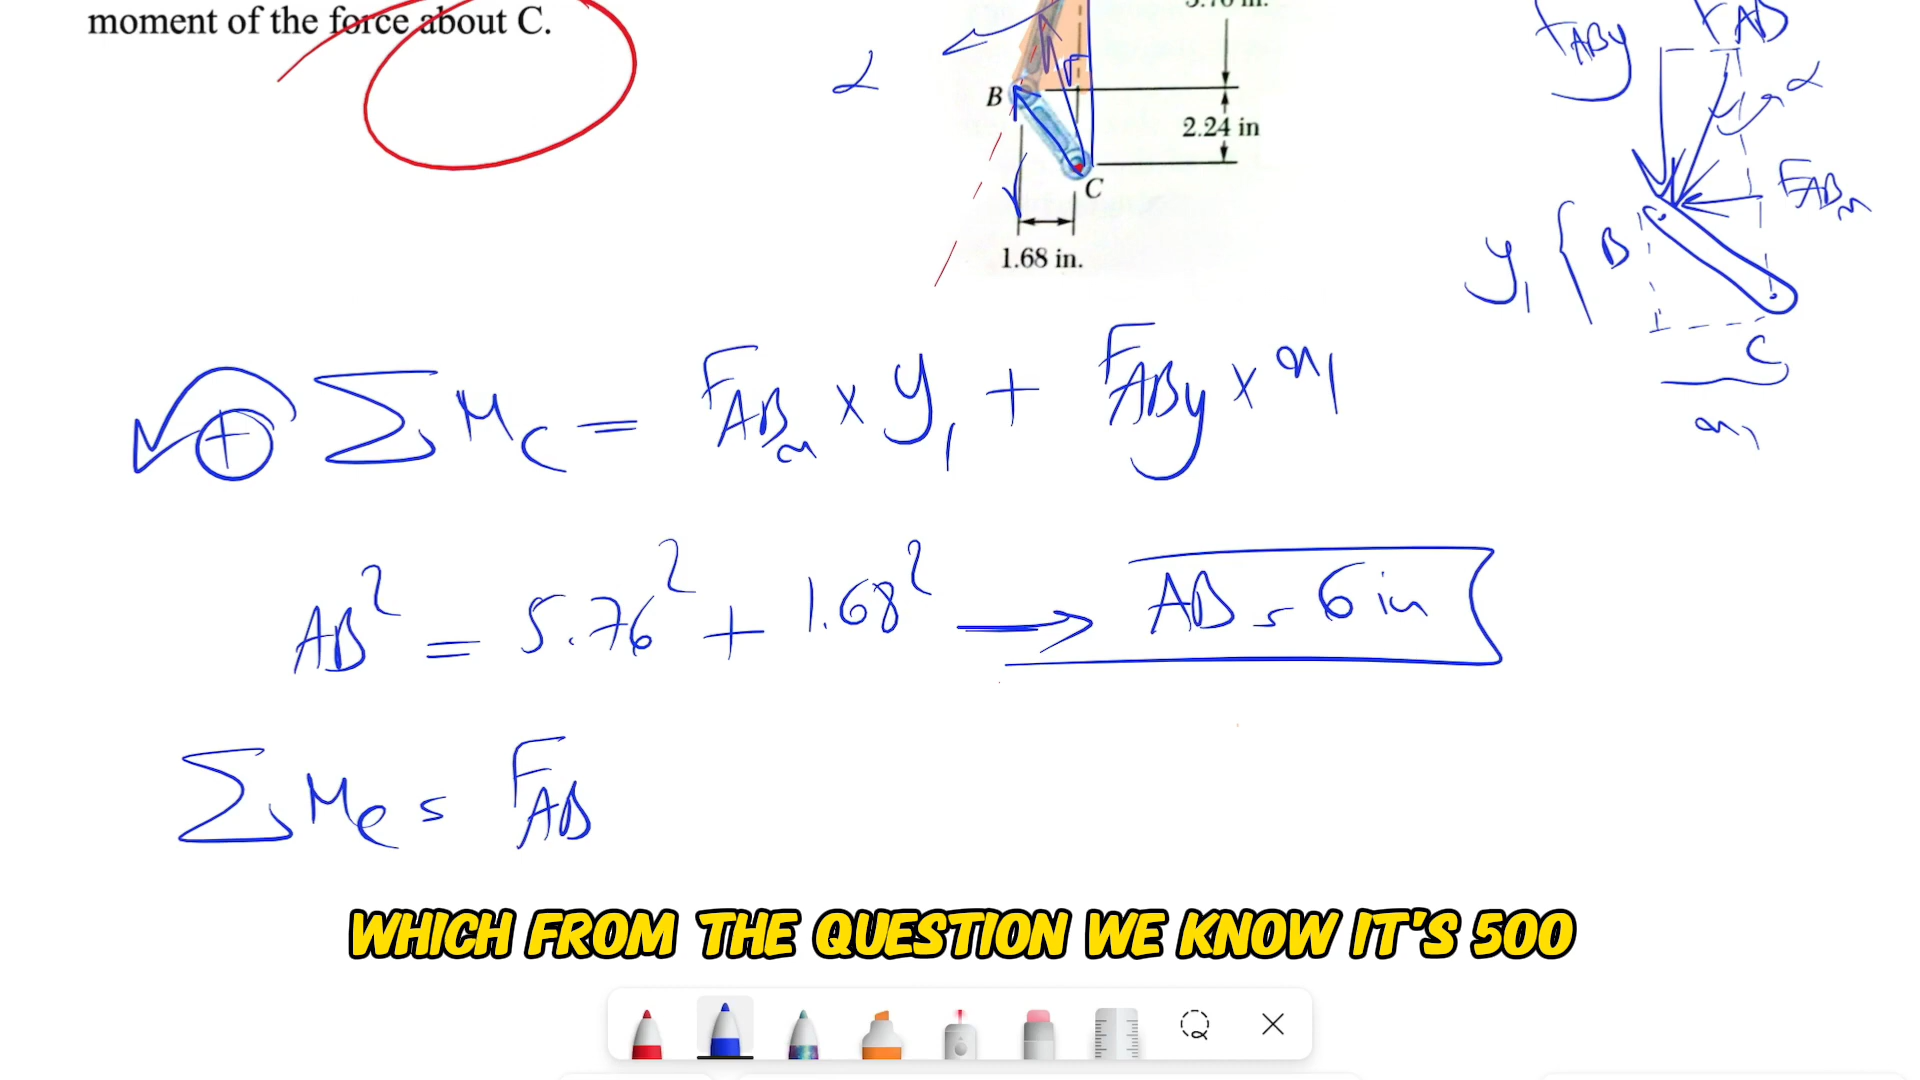 moment of the force about C.
α
B
2.24 in
C
1.68 in.
F_ABy F_AB
α
F_ABx
y₁ { B
C
x₁
+ ΣM_C = F_ABx × y₁ + F_ABy × x₁
AB² = 5.76² + 1.68² → AB = 6 in
ΣM_C = F_AB
WHICH FROM THE QUESTION WE KNOW IT'S 500